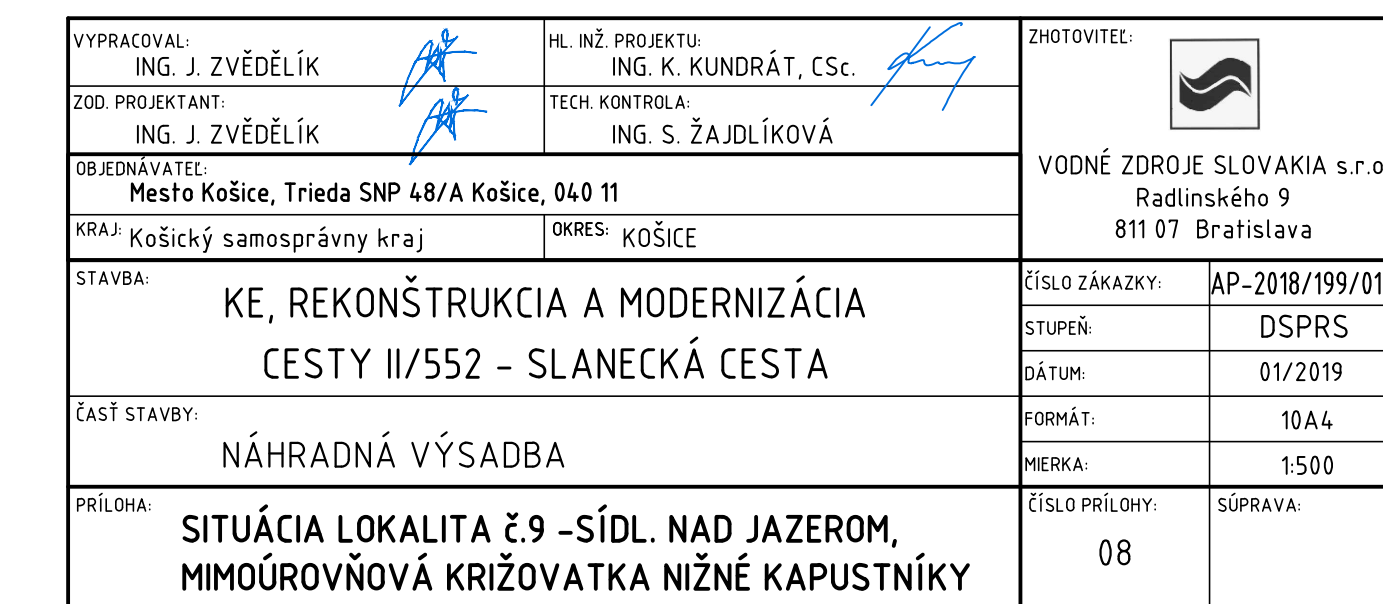 VYPRACOVAL:
ING. J. ZVĚDĚLÍK
HL. INŽ. PROJEKTU:
ING. K. KUNDRÁT, CSc.
ZOD. PROJEKTANT:
ING. J. ZVĚDĚLÍK
TECH. KONTROLA:
ING. S. ŽAJDLÍKOVÁ
OBJEDNÁVATEĽ:
Mesto Košice, Trieda SNP 48/A Košice, 040 11
KRAJ: Košický samosprávny kraj
OKRES: KOŠICE
ZHOTOVITEĽ:
VODNÉ ZDROJE SLOVAKIA s.r.o
Radlinského 9
811 07 Bratislava
STAVBA:
KE, REKONŠTRUKCIA A MODERNIZÁCIA
CESTY II/552 - SLANECKÁ CESTA
ČÍSLO ZÁKAZKY: AP-2018/199/01
STUPEŇ: DSPRS
DÁTUM: 01/2019
ČASŤ STAVBY:
NÁHRADNÁ VÝSADBA
FORMÁT: 10A4
MIERKA: 1:500
PRÍLOHA:
SITUÁCIA LOKALITA č.9 -SÍDL. NAD JAZEROM,
MIMOÚROVŇOVÁ KRIŽOVATKA NIŽNÉ KAPUSTNÍKY
ČÍSLO PRÍLOHY:
08
SÚPRAVA: